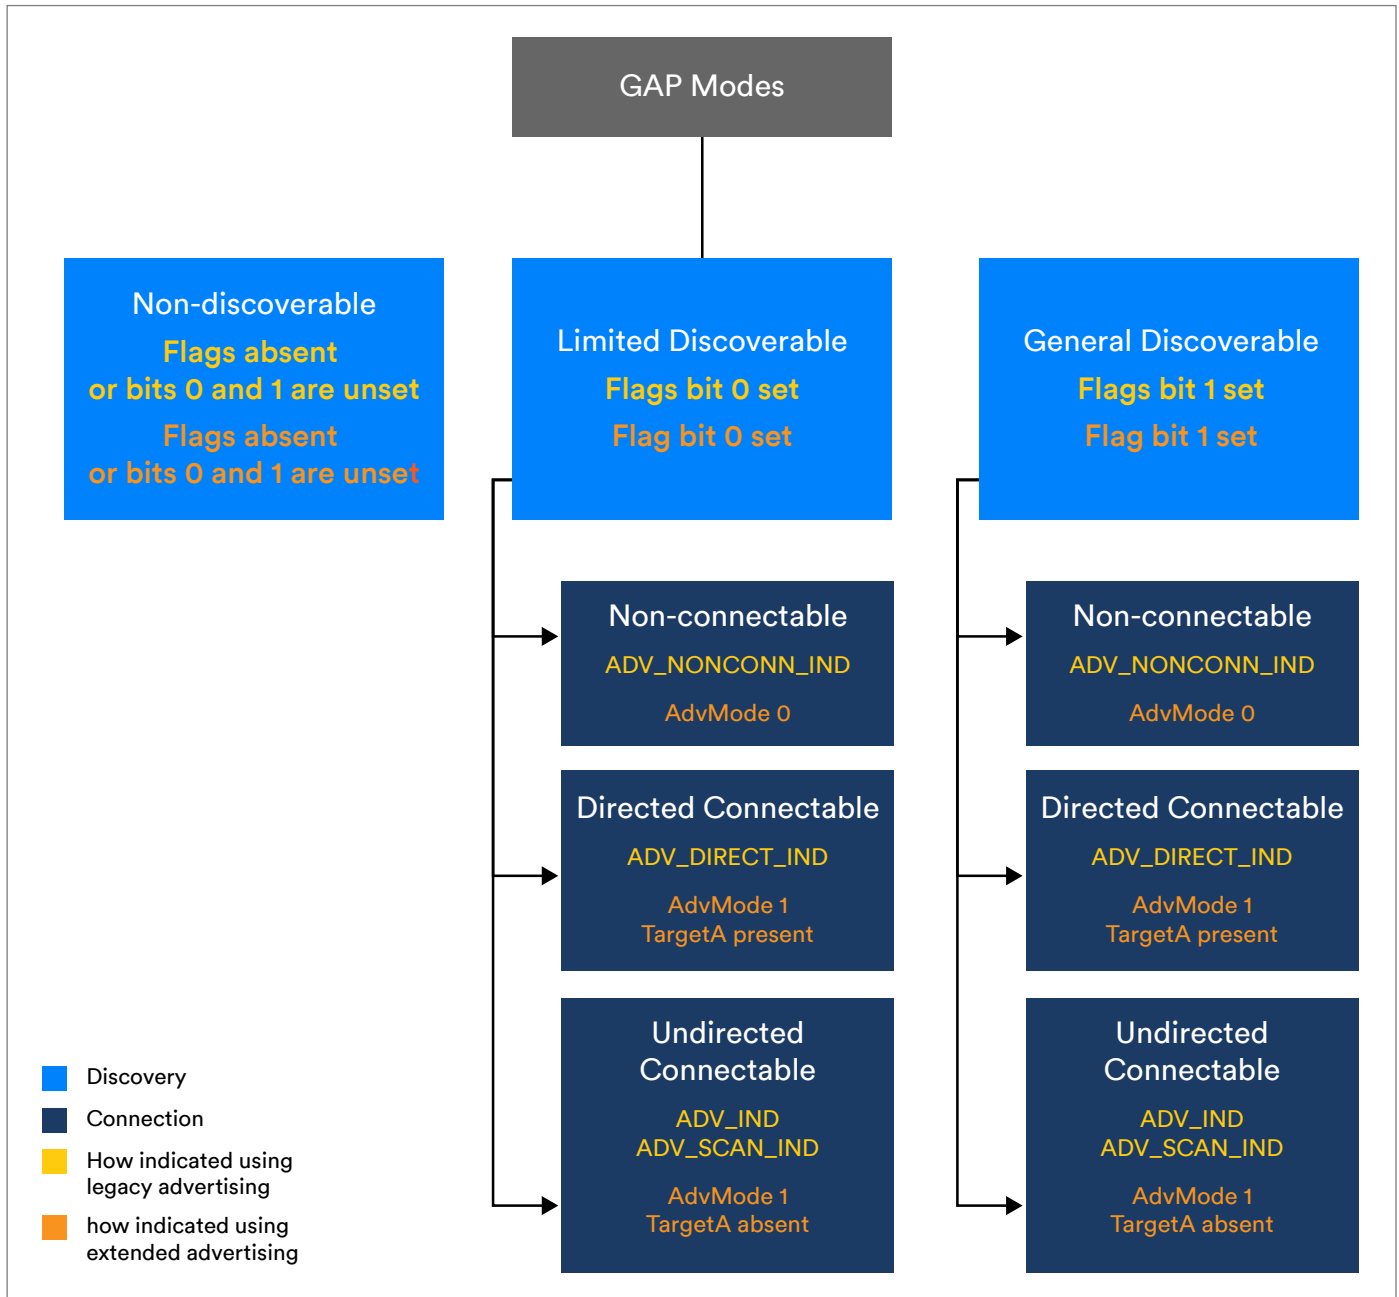 GAP Modes
Non-discoverable
Flags absent
or bits 0 and 1 are unset
Flags absent
or bits 0 and 1 are unset
Limited Discoverable
Flags bit 0 set
Flag bit 0 set
General Discoverable
Flags bit 1 set
Flag bit 1 set
Non-connectable
ADV_NONCONN_IND
AdvMode 0
Directed Connectable
ADV_DIRECT_IND
AdvMode 1
TargetA present
Undirected
Connectable
ADV_IND
ADV_SCAN_IND
AdvMode 1
TargetA absent
Non-connectable
ADV_NONCONN_IND
AdvMode 0
Directed Connectable
ADV_DIRECT_IND
AdvMode 1
TargetA present
Undirected
Connectable
ADV_IND
ADV_SCAN_IND
AdvMode 1
TargetA absent
Discovery
Connection
How indicated using
legacy advertising
how indicated using
extended advertising